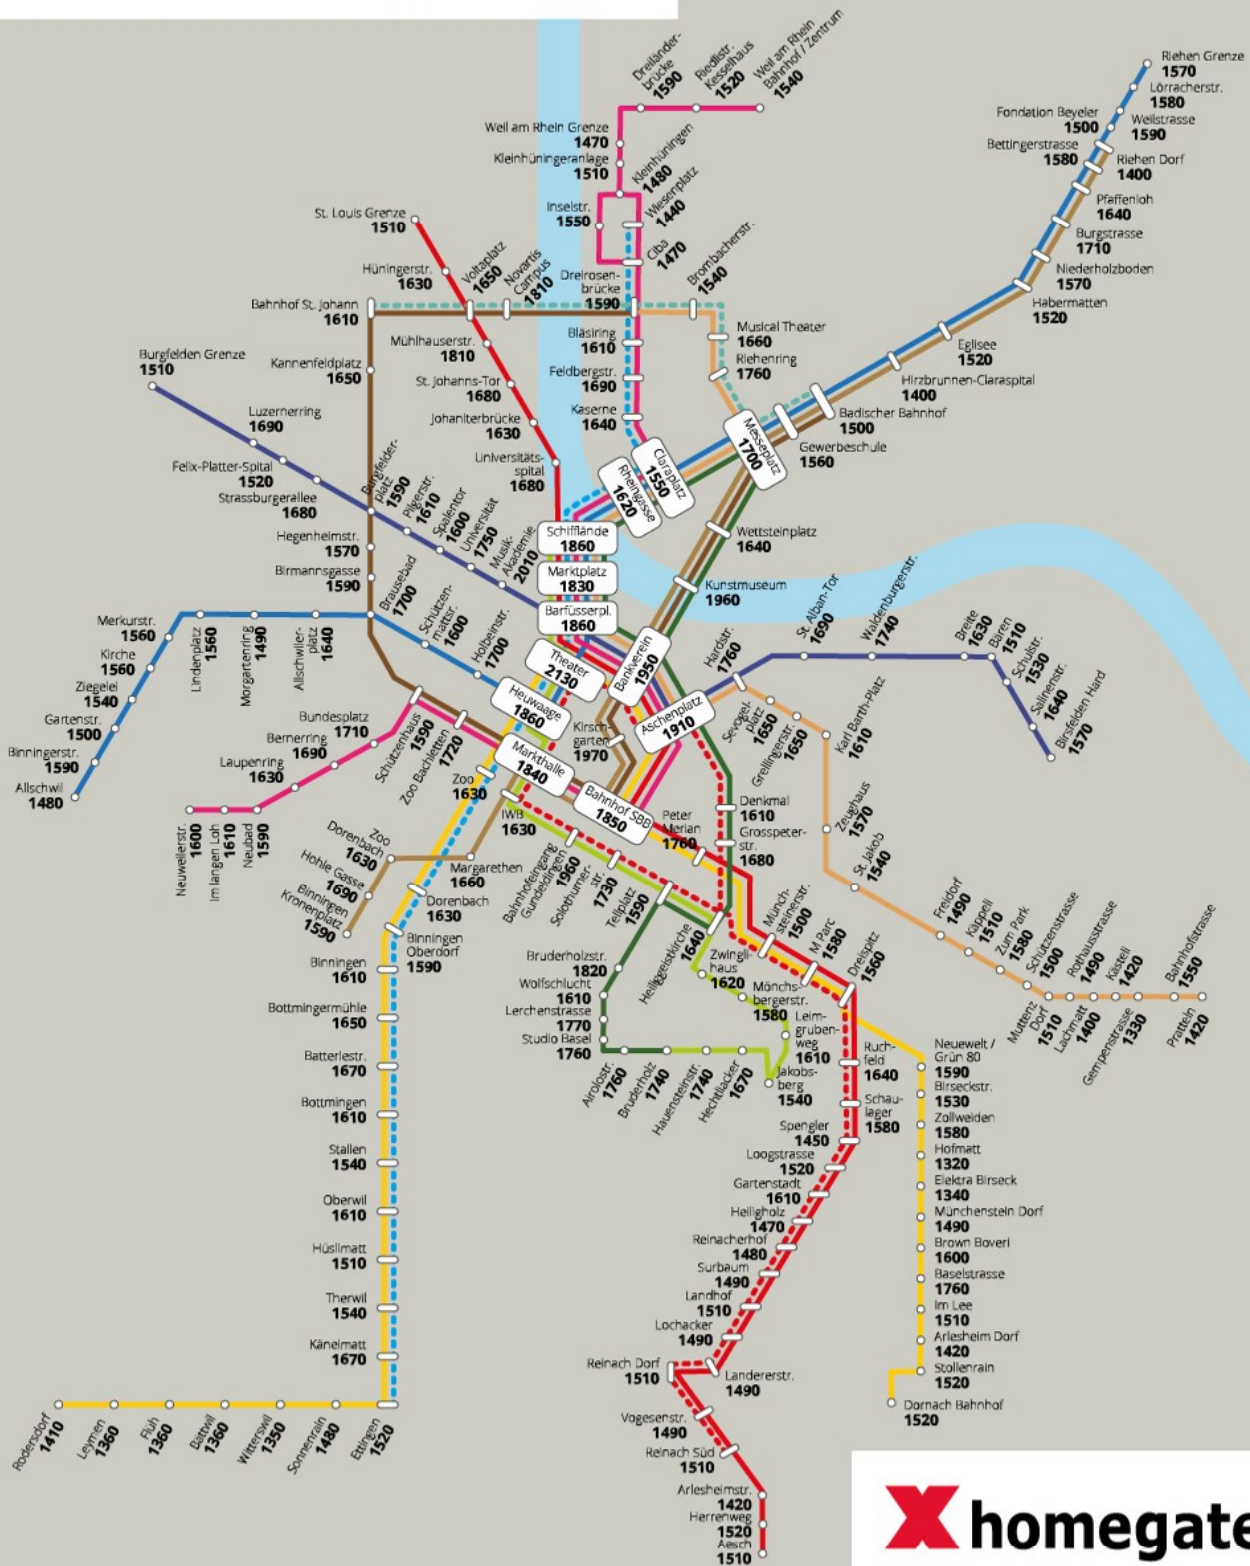 Dreiländer-
brücke
1590
Riedlistr.
Kesselhaus
1520
Weil am Rhein
Bahnhof / Zentrum
1540
Weil am Rhein Grenze
1470
Kleinhüningeranlage
1510
Kleinhüningen
1480
Wiesenplatz
1440
Inselstr.
1550
Ciba
1470
Dreirosen-
brücke
1590
Brombacherstr.
1540
Riehen Grenze
1570
Lörracherstr.
1580
Fondation Beyeler
1500
Weilstrasse
1590
Bettingerstrasse
1580
Riehen Dorf
1400
Pfaffenloh
1640
Burgstrasse
1710
Niederholzboden
1570
Habermatten
1520
Eglisee
1520
Hirzbrunnen-Claraspital
1400
Badischer Bahnhof
1500
Gewerbeschule
1560
St. Louis Grenze
1510
Hüningerstr.
1630
Voltaplatz
1650
Novartis
Campus
1810
Bahnhof St. Johann
1610
Mühlhauserstr.
1810
Kannenfeldplatz
1650
St. Johanns-Tor
1680
Johaniterbrücke
1630
Universitäts-
spital
1680
Bläsiring
1610
Feldbergstr.
1690
Kaserne
1640
Musical Theater
1660
Riehenring
1760
Messeplatz
1700
Claraplatz
1550
Rheingasse
1620
Burgfelden Grenze
1510
Luzernerring
1690
Felix-Platter-Spital
1520
Strassburgerallee
1680
Burgfelder-
platz
1590
Pilgerstr.
1610
Spalentor
1600
Universität
1750
Musik-
Akademie
2010
Hegenheimstr.
1570
Birmannsgasse
1590
Brausebad
1700
Schützen-
mattsr.
1600
Holbeinstr.
1700
Schifflände
1860
Marktplatz
1830
Barfüsserpl.
1860
Theater
2130
Heuwaage
1860
Markthalle
1840
Bankverein
1950
Aschenplatz
1910
Bahnhof SBB
1850
Wettsteinplatz
1640
Kunstmuseum
1960
Merkurstr.
1560
Kirche
1560
Ziegelei
1540
Gartenstr.
1500
Binningerstr.
1590
Allschwil
1480
Lindenplatz
1560
Morgartenring
1490
Allschwiler-
platz
1640
Bundesplatz
1710
Bernerring
1690
Laupenring
1630
Schützenhaus
1590
Zoo Bachletten
1720
Neuweilerstr.
1600
Im langen Loh
1610
Neubad
1590
Hardstr.
1760
St. Alban-Tor
1690
Waldenburgerstr.
1740
Breite
1630
Bären
1510
Schulstr.
1530
Salinenstr.
1640
Birsfelden Hard
1570
Sevogel-
platz
1650
Grellingerstr.
1650
Karl Barth-Platz
1610
Zeughaus
1570
St. Jakob
1540
Freidorf
1490
Käppeli
1510
Zum Park
1580
Schützenstrasse
1500
Rothausstrasse
1490
Kästeli
1420
Bahnhofstrasse
1550
Muttenz
Dorf
1510
Lachmatt
1400
Gempenstrasse
1330
Pratteln
1420
Kirsch-
garten
1970
Zoo
1630
IWB
1630
Peter
Merian
1760
Denkmal
1610
Grosspeter-
str.
1680
Zoo
Dorenbach
1630
Hohle Gasse
1690
Binningen
Kronenplatz
1590
Margarethen
1660
Dorenbach
1630
Binningen
Oberdorf
1590
Bahnhofeingang
Gundeldingen
1960
Solothurner-
str.
1730
Tellplatz
1590
Heiliggeistkirche
1640
Münch-
steinerstr.
1500
M Parc
1580
Dreispitz
1560
Zwingli-
haus
1620
Mönchs-
bergerstr.
1580
Leim-
gruben-
weg
1610
Jakobs-
berg
1540
Bruderholzstr.
1820
Wolfschlucht
1610
Lerchenstrasse
1770
Studio Basel
1760
Airolostr.
1760
Bruderholz
1740
Hauensteinstr.
1740
Hechtliacker
1670
Binningen
1610
Bottmingermühle
1650
Batteriestr.
1670
Bottmingen
1610
Stallen
1540
Oberwil
1610
Hüslimatt
1510
Therwil
1540
Känelmatt
1670
Rodersdorf
1410
Leymen
1360
Flüh
1360
Bättwil
1360
Witterswil
1350
Sonnenrain
1480
Ettingen
1520
Ruch-
feld
1640
Schau-
lager
1580
Spengler
1450
Loogstrasse
1520
Gartenstadt
1610
Heiligholz
1470
Reinacherhof
1480
Surbaum
1490
Landhof
1510
Lochacker
1490
Reinach Dorf
1510
Landererstr.
1490
Vogesenstr.
1490
Reinach Süd
1510
Arlesheimstr.
1420
Herrenweg
1520
Aesch
1510
Neuewelt /
Grün 80
1590
Birseckstr.
1530
Zollweiden
1580
Hofmatt
1320
Elektra Birseck
1340
Münchenstein Dorf
1490
Brown Boveri
1600
Baselstrasse
1760
Im Lee
1510
Arlesheim Dorf
1420
Stollenrain
1520
Dornach Bahnhof
1520
homegate